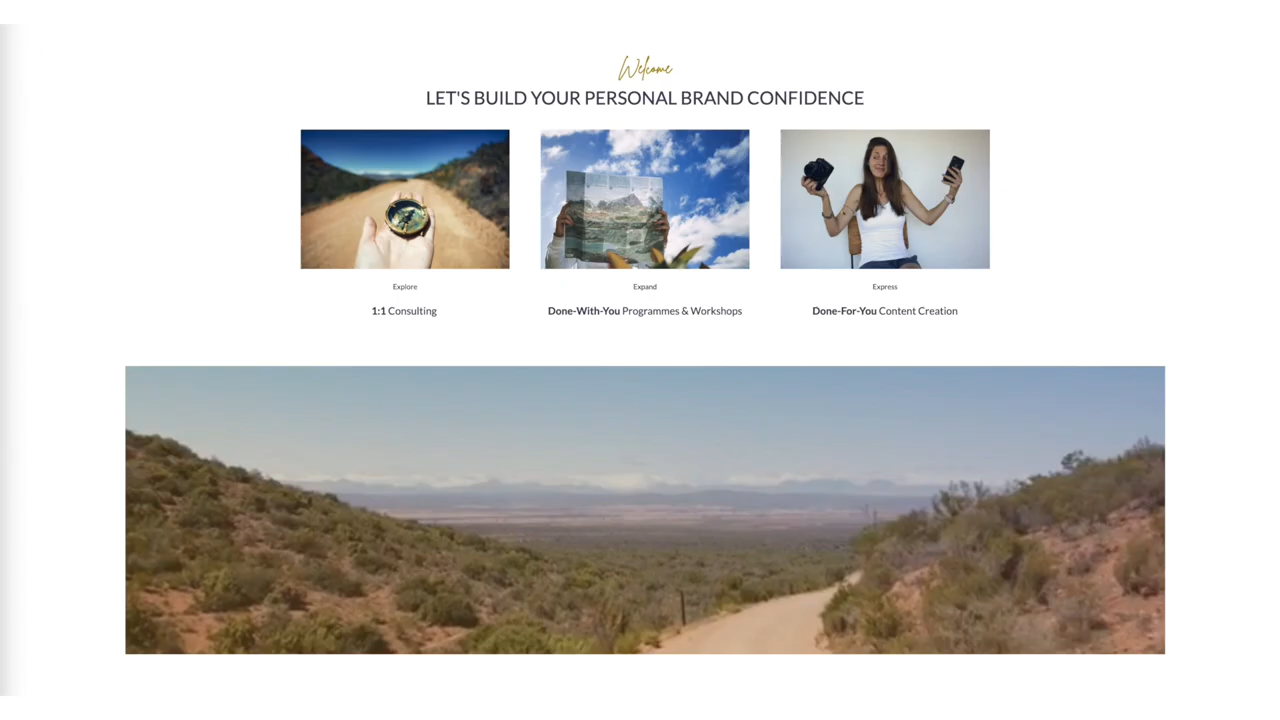 Welcome
LET'S BUILD YOUR PERSONAL BRAND CONFIDENCE
Explore
Expand
Express
1:1 Consulting
Done-With-You Programmes & Workshops
Done-For-You Content Creation